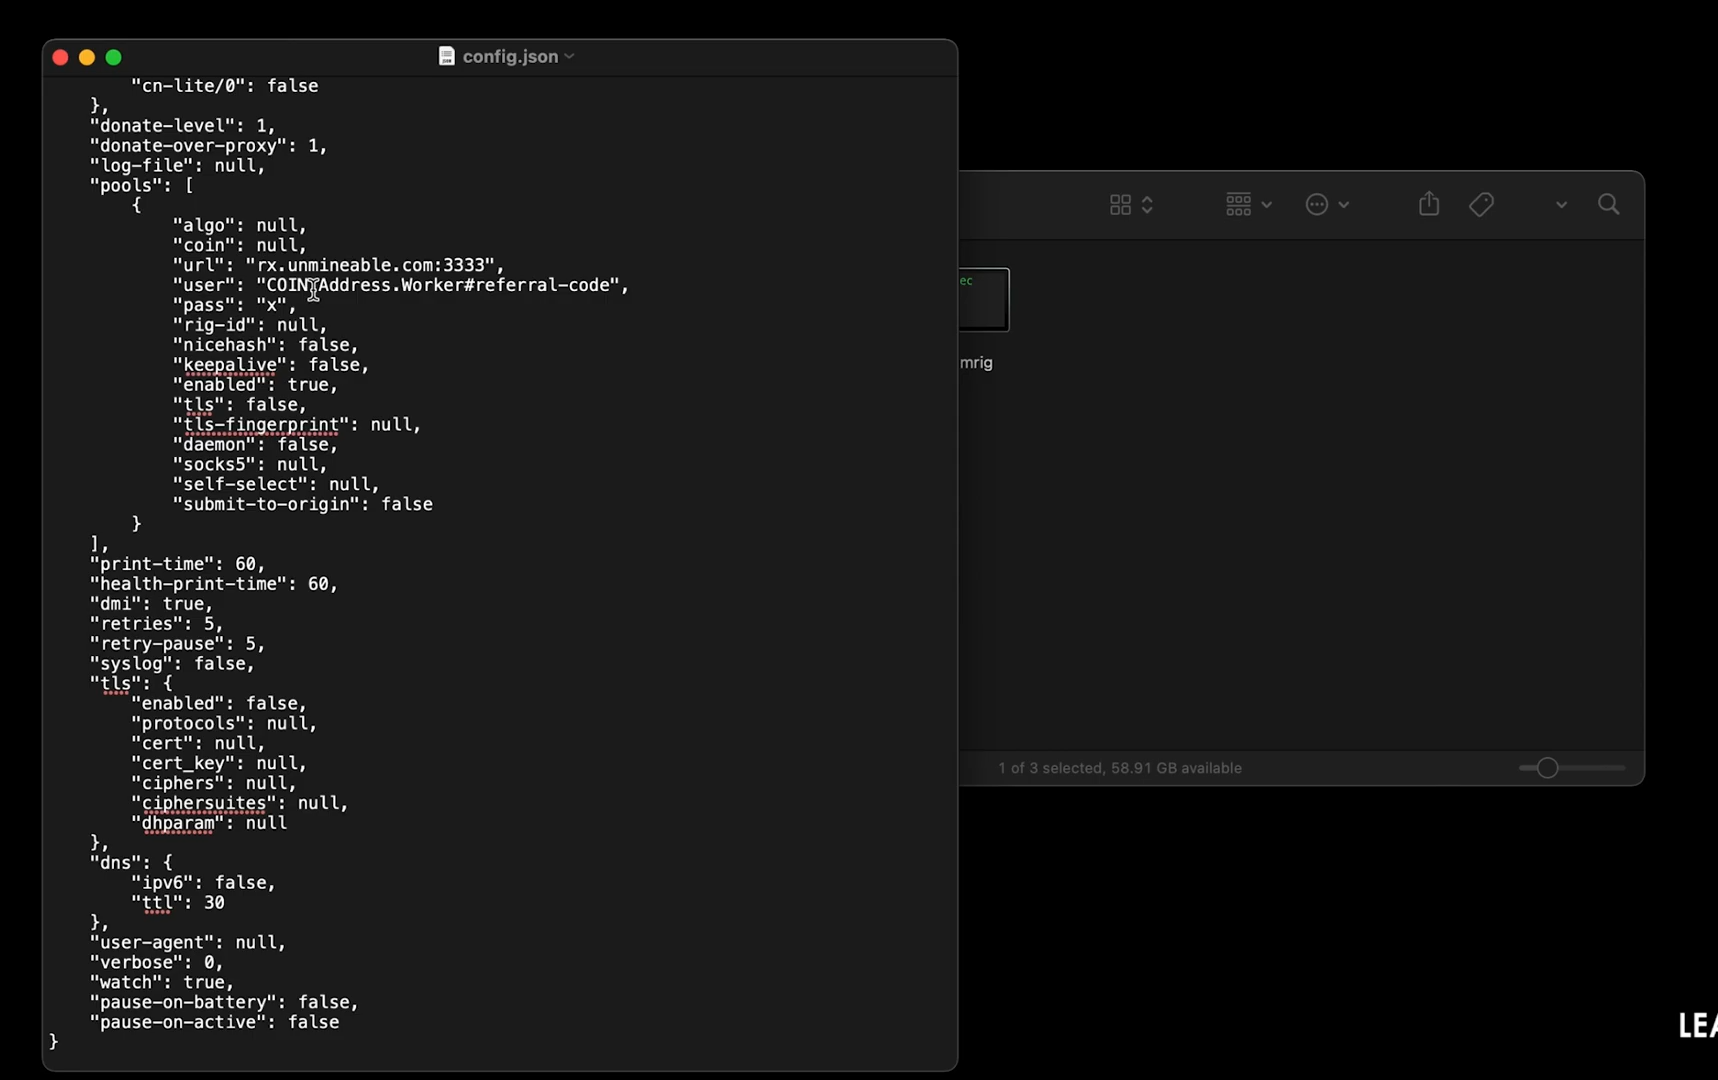 config.json
"cn-lite/0": false
},
"donate-level": 1,
"donate-over-proxy": 1,
"log-file": null,
"pools": [
{
"algo": null,
"coin": null,
"url": "rx.unmineable.com:3333",
"user": "COIN:Address.Worker#referral-code",
"pass": "x",
"rig-id": null,
"nicehash": false,
"keepalive": false,
"enabled": true,
"tls": false,
"tls-fingerprint": null,
"daemon": false,
"socks5": null,
"self-select": null,
"submit-to-origin": false
}
],
"print-time": 60,
"health-print-time": 60,
"dmi": true,
"retries": 5,
"retry-pause": 5,
"syslog": false,
"tls": {
"enabled": false,
"protocols": null,
"cert": null,
"cert_key": null,
"ciphers": null,
"ciphersuites": null,
"dhparam": null
},
"dns": {
"ipv6": false,
"ttl": 30
},
"user-agent": null,
"verbose": 0,
"watch": true,
"pause-on-battery": false,
"pause-on-active": false
}
ec
mrig
1 of 3 selected, 58.91 GB available